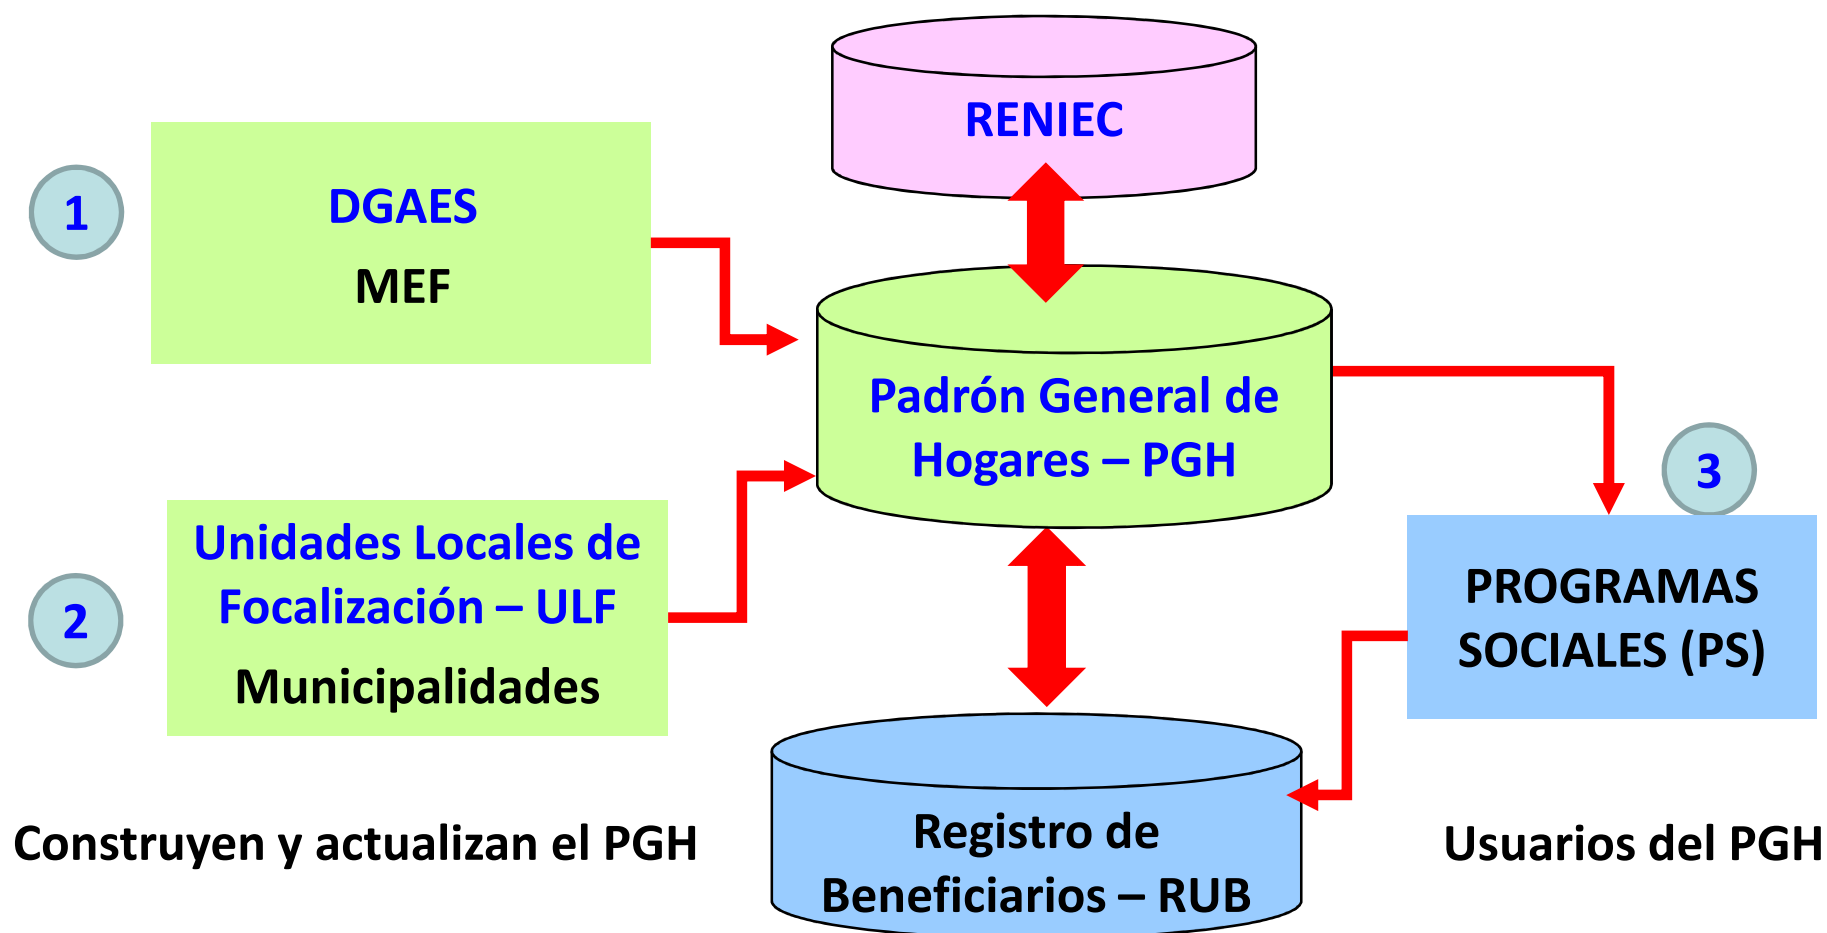 RENIEC
1
DGAES
MEF
Padrón General de
Hogares – PGH
3
2
Unidades Locales de
Focalización – ULF
Municipalidades
PROGRAMAS
SOCIALES (PS)
Construyen y actualizan el PGH
Registro de
Beneficiarios – RUB
Usuarios del PGH